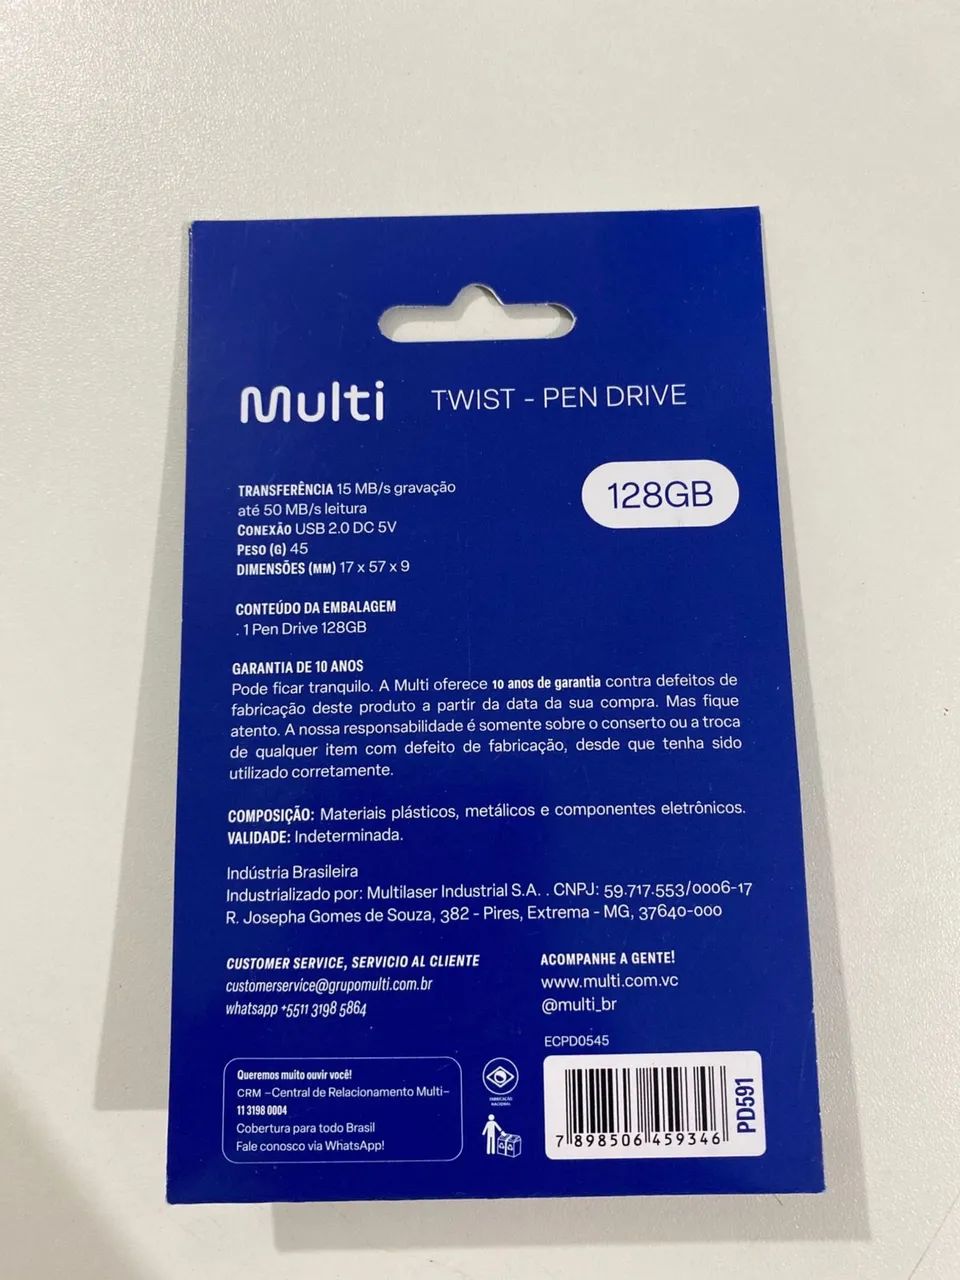 Multi TWIST - PEN DRIVE
128GB
TRANSFERÊNCIA 15 MB/s gravação
até 50 MB/s leitura
CONEXÃO USB 2.0 DC 5V
PESO (G) 45
DIMENSÕES (MM) 17 x 57 x 9
CONTEÚDO DA EMBALAGEM
. 1 Pen Drive 128GB
GARANTIA DE 10 ANOS
Pode ficar tranquilo. A Multi oferece 10 anos de garantia contra defeitos de
fabricação deste produto a partir da data da sua compra. Mas fique
atento. A nossa responsabilidade é somente sobre o conserto ou a troca
de qualquer item com defeito de fabricação, desde que tenha sido
utilizado corretamente.
COMPOSIÇÃO: Materiais plásticos, metálicos e componentes eletrônicos.
VALIDADE: Indeterminada.
Indústria Brasileira
Industrializado por: Multilaser Industrial S.A. . CNPJ: 59.717.553/0006-17
R. Josepha Gomes de Souza, 382 - Pires, Extrema - MG, 37640-000
CUSTOMER SERVICE, SERVICIO AL CLIENTE
customerservice@grupomulti.com.br
whatsapp +5511 3198 5864
ACOMPANHE A GENTE!
www.multi.com.vc
@multi_br
ECPD0545
Queremos muito ouvir você!
CRM –Central de Relacionamento Multi–
11 3198 0004
Cobertura para todo Brasil
Fale conosco via WhatsApp!
FABRICAÇÃO
NACIONAL
7 898506 459346
PD591